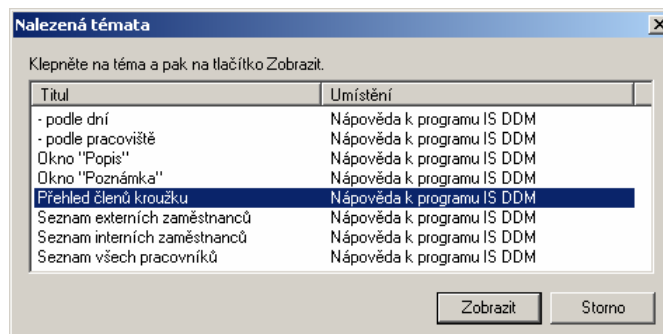 Nalezená témata
Klepněte na téma a pak na tlačítko Zobrazit.
Titul Umístění
- podle dní Nápověda k programu IS DDM
- podle pracoviště Nápověda k programu IS DDM
Okno "Popis" Nápověda k programu IS DDM
Okno "Poznámka" Nápověda k programu IS DDM
Přehled členů kroužku Nápověda k programu IS DDM
Seznam externích zaměstnanců Nápověda k programu IS DDM
Seznam interních zaměstnanců Nápověda k programu IS DDM
Seznam všech pracovníků Nápověda k programu IS DDM
Zobrazit Storno